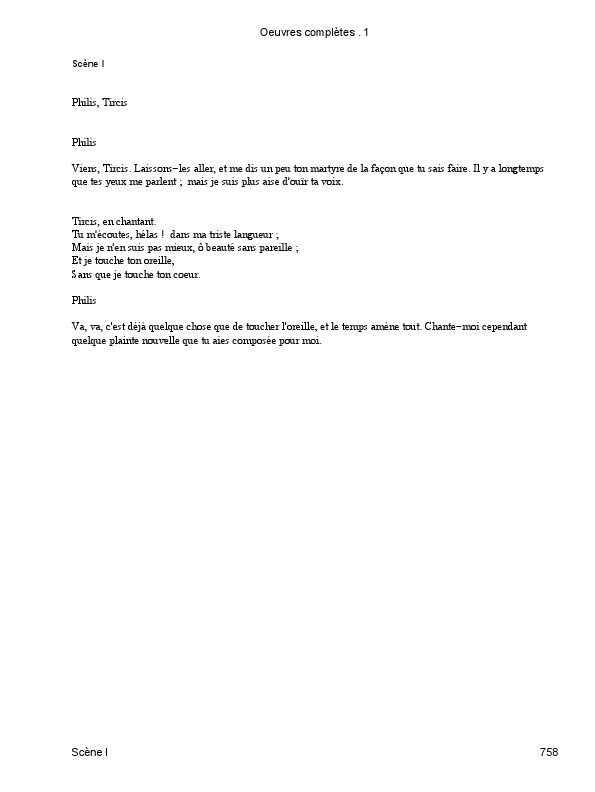 Oeuvres complètes . 1
Scène I
Philis, Tircis
Philis
Viens, Tircis. Laissons−les aller, et me dis un peu ton martyre de la façon que tu sais faire. Il y a longtemps
que tes yeux me parlent ; mais je suis plus aise d'ouïr ta voix.
Tircis, en chantant.
Tu m'écoutes, hélas ! dans ma triste langueur ;
Mais je n'en suis pas mieux, ô beauté sans pareille ;
Et je touche ton oreille,
Sans que je touche ton coeur.
Philis
Va, va, c'est déjà quelque chose que de toucher l'oreille, et le temps amène tout. Chante−moi cependant
quelque plainte nouvelle que tu aies composée pour moi.
Scène I
758